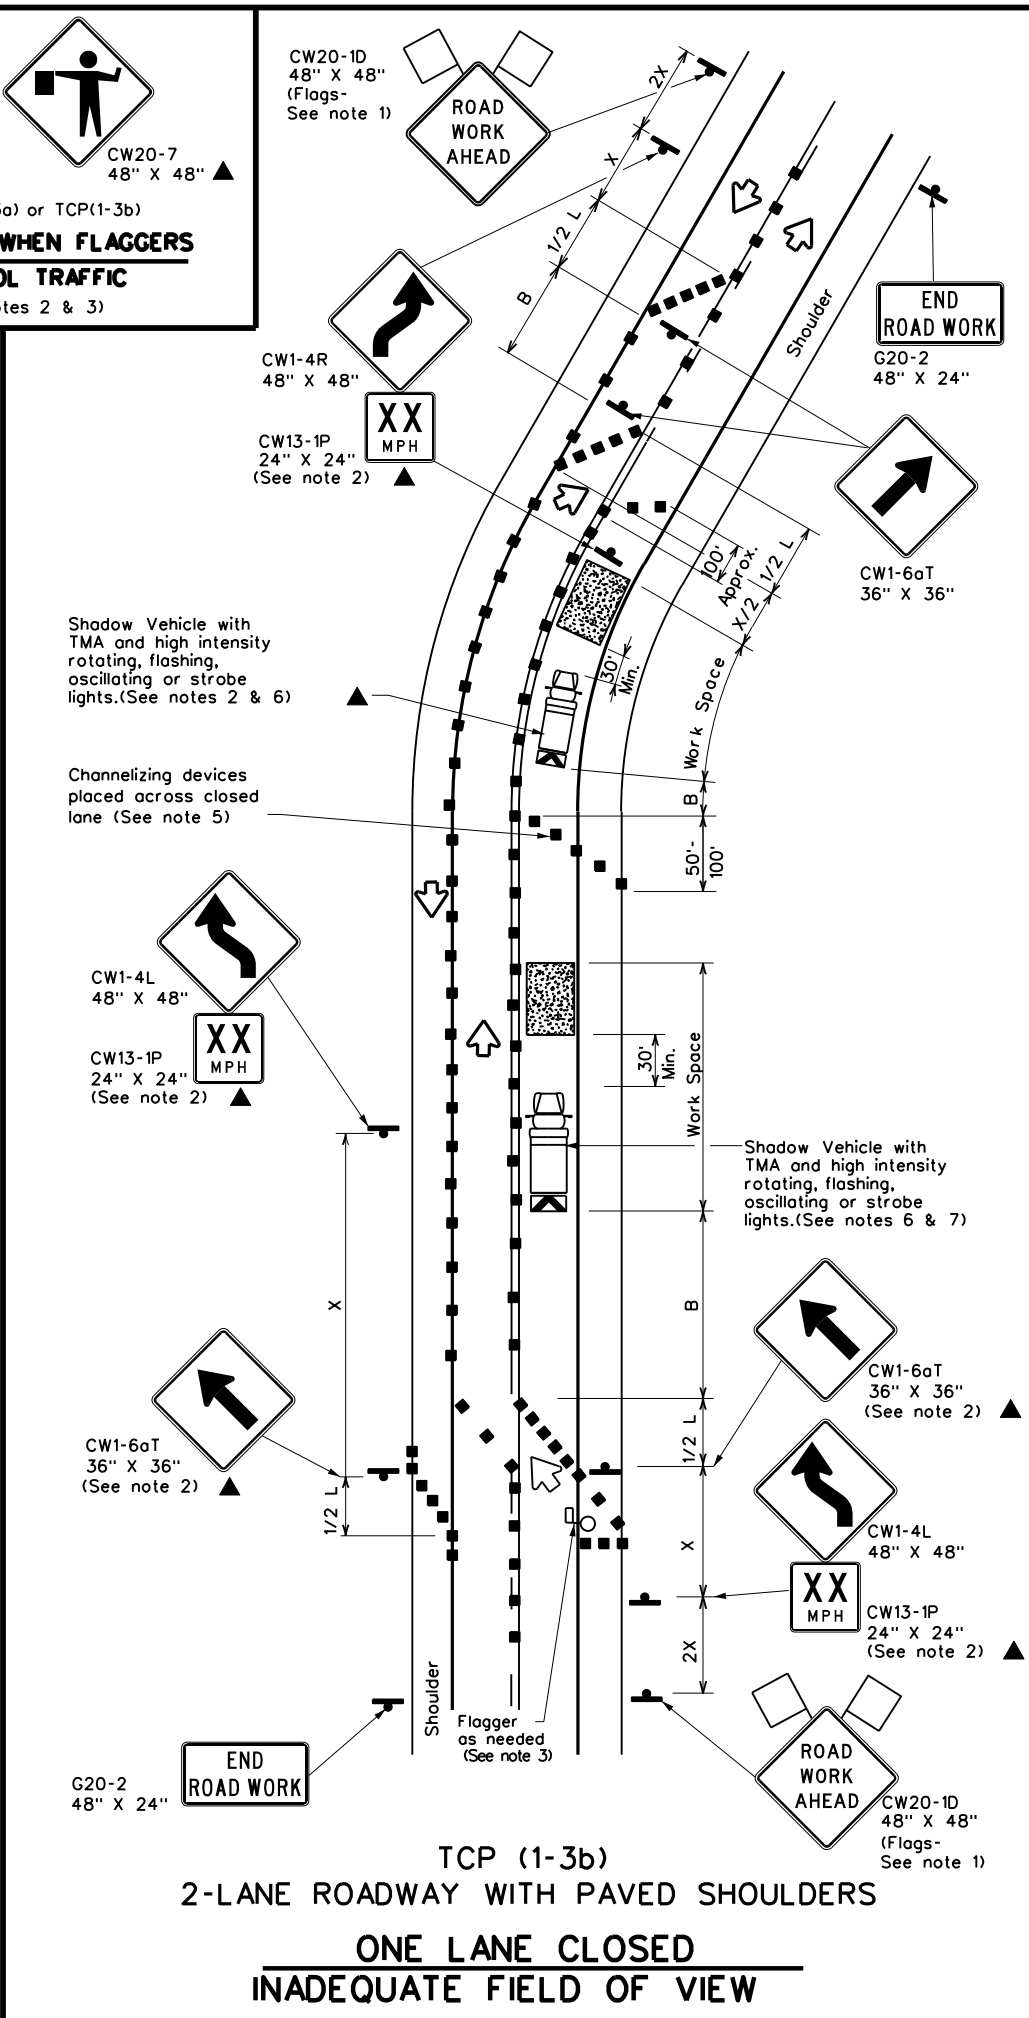 CW20-7
48" X 48"
a) or TCP(1-3b)
WHEN FLAGGERS
OL TRAFFIC
otes 2 & 3)
CW20-1D
48" X 48"
(Flags-
See note 1)
ROAD
WORK
AHEAD
2X
X
1/2 L
B
END
ROAD WORK
G20-2
48" X 24"
Shoulder
CW1-4R
48" X 48"
XX
MPH
CW13-1P
24" X 24"
(See note 2)
CW1-6aT
36" X 36"
100'
Approx.
1/2 L
X/2
30'
Min.
Work Space
B
50'-
100'
Shadow Vehicle with
TMA and high intensity
rotating, flashing,
oscillating or strobe
lights.(See notes 2 & 6)
Channelizing devices
placed across closed
lane (See note 5)
CW1-4L
48" X 48"
XX
MPH
CW13-1P
24" X 24"
(See note 2)
30'
Min.
Work Space
Shadow Vehicle with
TMA and high intensity
rotating, flashing,
oscillating or strobe
lights.(See notes 6 & 7)
X
B
CW1-6aT
36" X 36"
(See note 2)
1/2 L
CW1-6aT
36" X 36"
(See note 2)
1/2 L
X
CW1-4L
48" X 48"
XX
MPH
CW13-1P
24" X 24"
(See note 2)
2X
Shoulder
Flagger
as needed
(See note 3)
END
ROAD WORK
G20-2
48" X 24"
ROAD
WORK
AHEAD
CW20-1D
48" X 48"
(Flags-
See note 1)
TCP (1-3b)
2-LANE ROADWAY WITH PAVED SHOULDERS
ONE LANE CLOSED
INADEQUATE FIELD OF VIEW